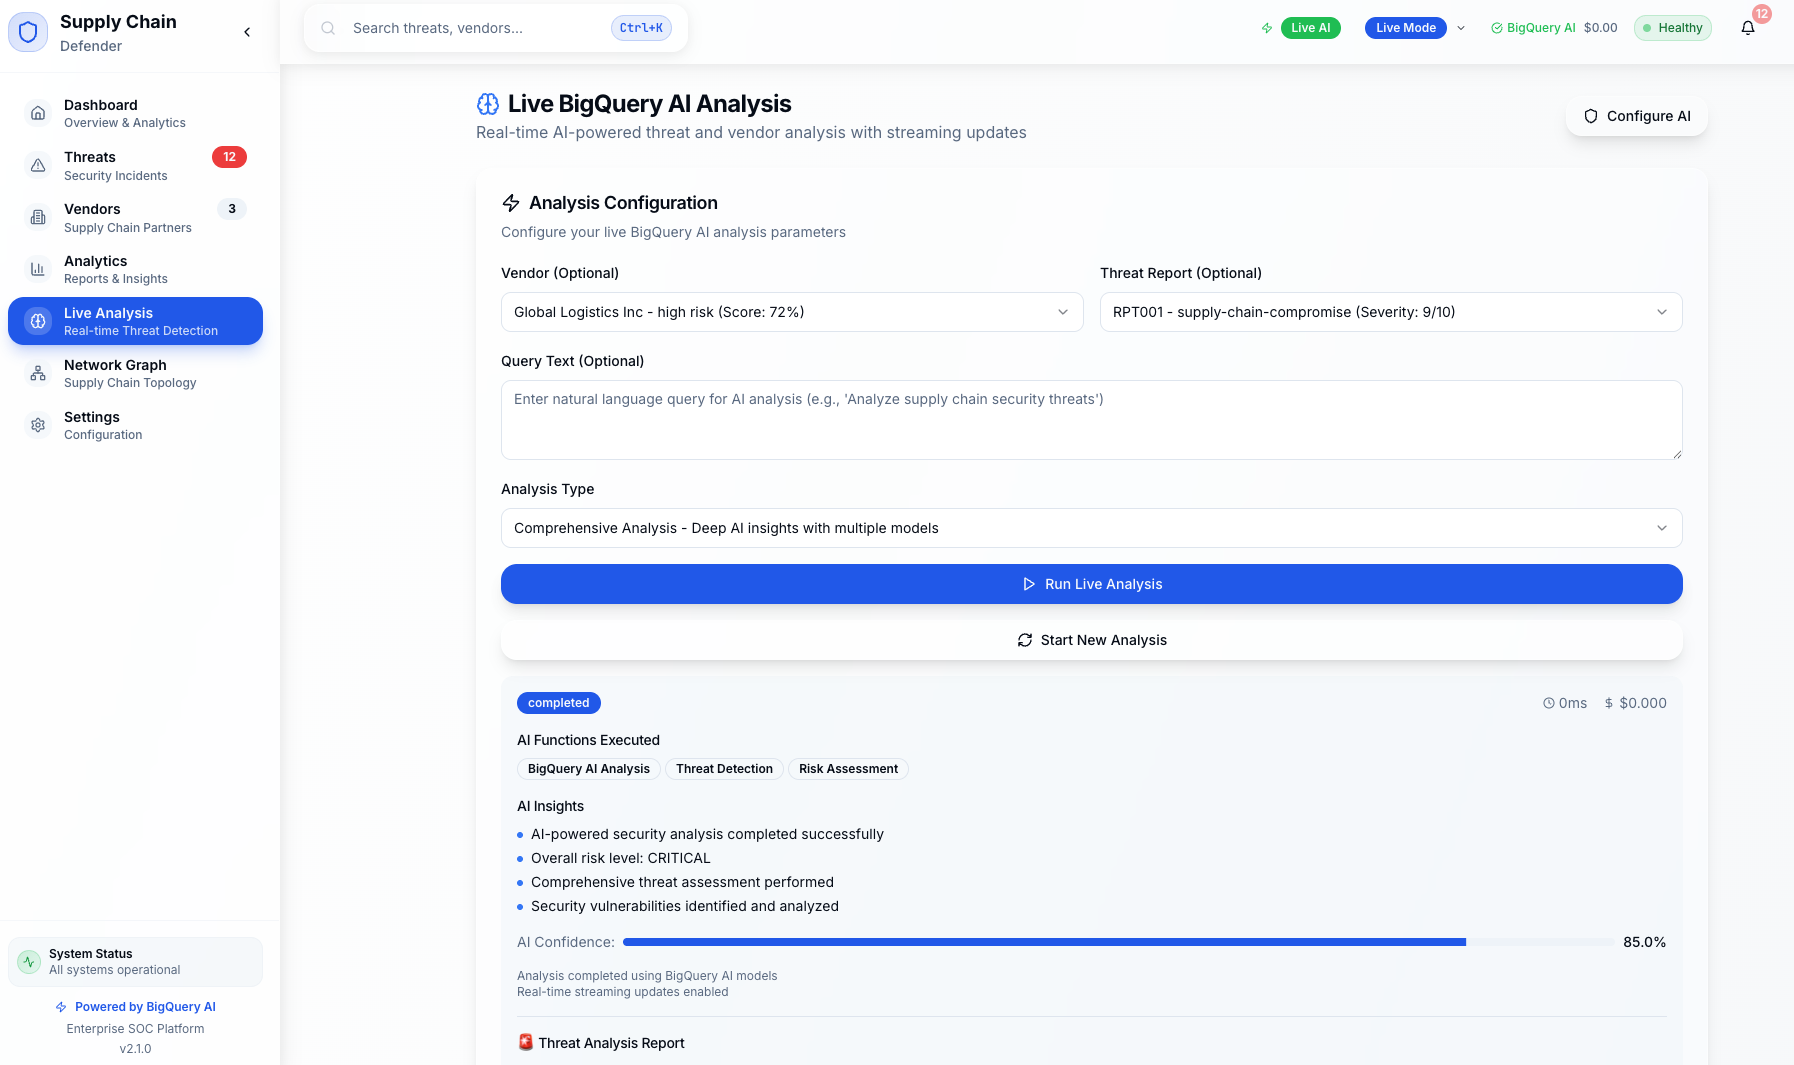 Supply Chain
Defender
Search threats, vendors...
Ctrl+K
Live AI
Live Mode
BigQuery AI $0.00
Healthy
12
Dashboard
Overview & Analytics
Threats
12
Security Incidents
Vendors
3
Supply Chain Partners
Analytics
Reports & Insights
Live Analysis
Real-time Threat Detection
Network Graph
Supply Chain Topology
Settings
Configuration
System Status
All systems operational
Powered by BigQuery AI
Enterprise SOC Platform
v2.1.0
Live BigQuery AI Analysis
Real-time AI-powered threat and vendor analysis with streaming updates
Configure AI
Analysis Configuration
Configure your live BigQuery AI analysis parameters
Vendor (Optional)
Global Logistics Inc - high risk (Score: 72%)
Threat Report (Optional)
RPT001 - supply-chain-compromise (Severity: 9/10)
Query Text (Optional)
Enter natural language query for AI analysis (e.g., 'Analyze supply chain security threats')
Analysis Type
Comprehensive Analysis - Deep AI insights with multiple models
Run Live Analysis
Start New Analysis
completed
0ms $0.000
AI Functions Executed
BigQuery AI Analysis Threat Detection Risk Assessment
AI Insights
AI-powered security analysis completed successfully
Overall risk level: CRITICAL
Comprehensive threat assessment performed
Security vulnerabilities identified and analyzed
AI Confidence: 85.0%
Analysis completed using BigQuery AI models
Real-time streaming updates enabled
Threat Analysis Report